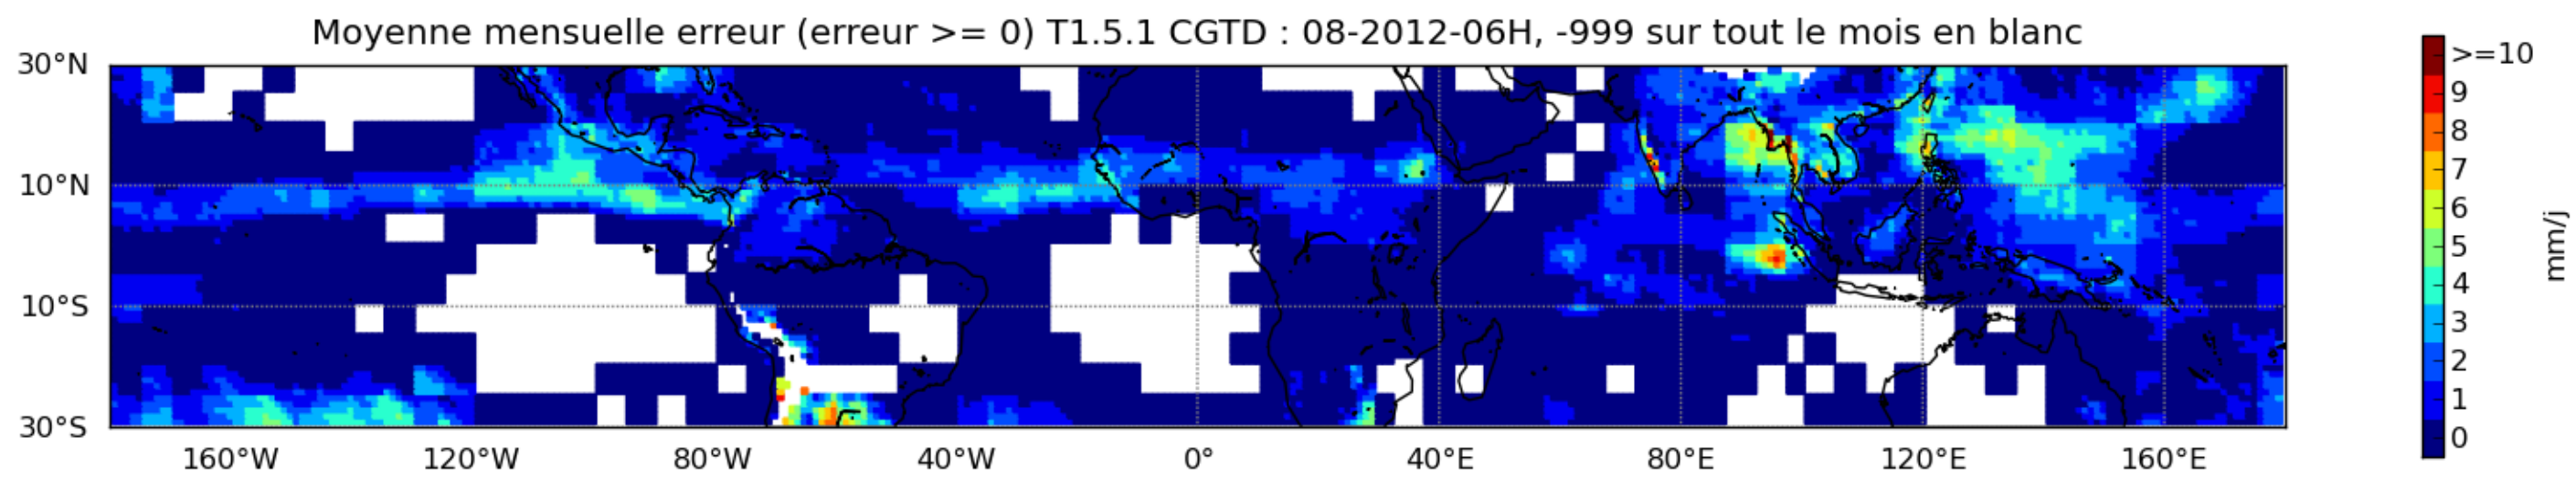 Moyenne mensuelle erreur (erreur >= 0) T1.5.1 CGTD : 08-2012-06H, -999 sur tout le mois en blanc
30°N
10°N
10°S
30°S
160°W 120°W 80°W 40°W 0° 40°E 80°E 120°E 160°E
>=10
9
8
7
6
5
4
3
2
1
0
mm/j